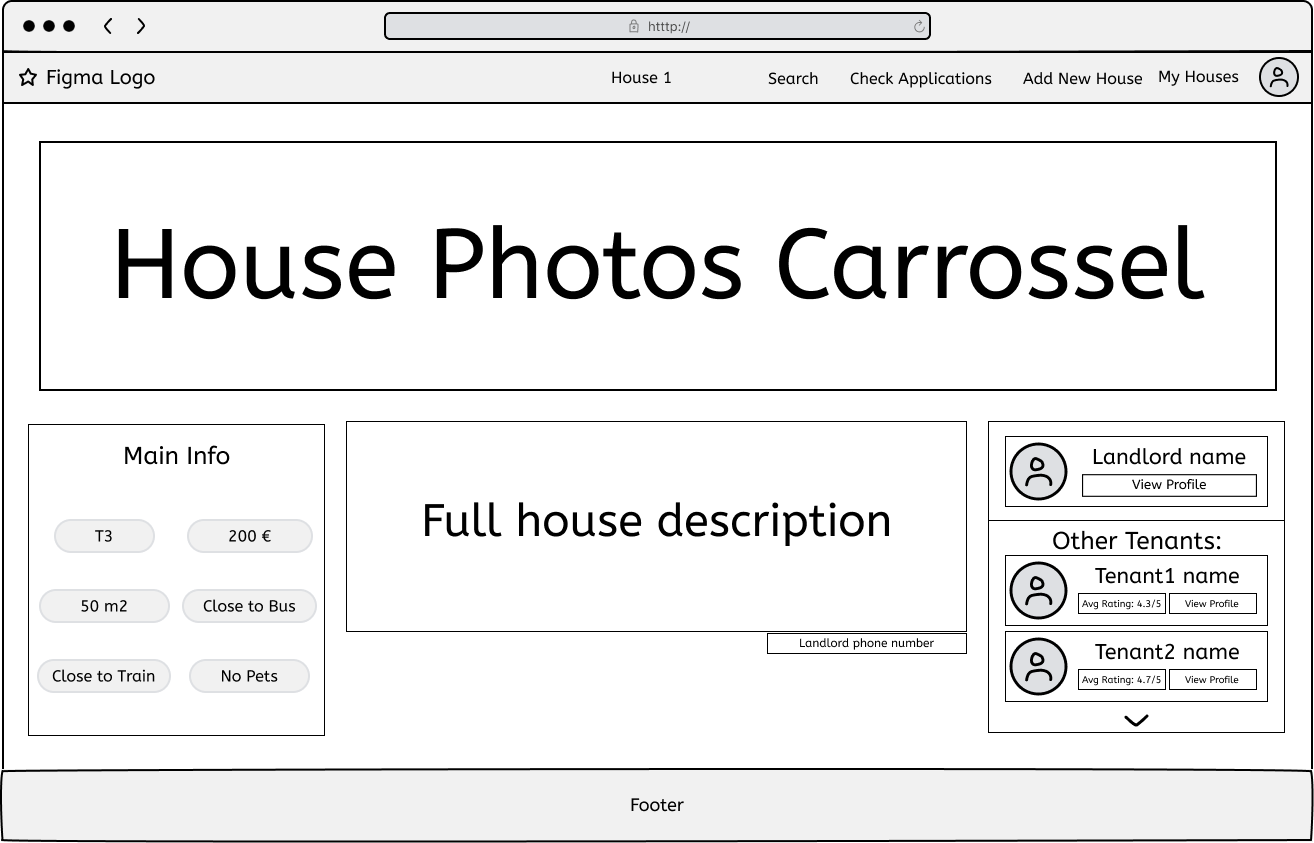 htttp://
Figma Logo
House 1
Search
Check Applications
Add New House
My Houses
House Photos Carrossel
Main Info
T3
200 €
50 m2
Close to Bus
Close to Train
No Pets
Full house description
Landlord phone number
Landlord name
View Profile
Other Tenants:
Tenant1 name
Avg Rating: 4.3/5
View Profile
Tenant2 name
Avg Rating: 4.7/5
View Profile
Footer